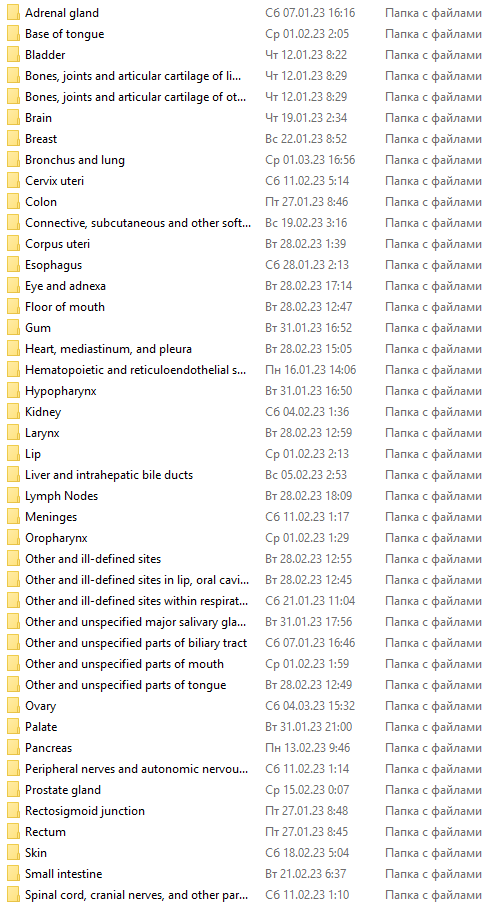 Adrenal gland Сб 07.01.23 16:16 Папка с файлами
Base of tongue Ср 01.02.23 2:05 Папка с файлами
Bladder Чт 12.01.23 8:22 Папка с файлами
Bones, joints and articular cartilage of li... Чт 12.01.23 8:29 Папка с файлами
Bones, joints and articular cartilage of ot... Чт 12.01.23 8:29 Папка с файлами
Brain Чт 19.01.23 2:34 Папка с файлами
Breast Вс 22.01.23 8:52 Папка с файлами
Bronchus and lung Ср 01.03.23 16:56 Папка с файлами
Cervix uteri Сб 11.02.23 5:14 Папка с файлами
Colon Пт 27.01.23 8:46 Папка с файлами
Connective, subcutaneous and other soft... Вс 19.02.23 3:16 Папка с файлами
Corpus uteri Вт 28.02.23 1:39 Папка с файлами
Esophagus Сб 28.01.23 2:13 Папка с файлами
Eye and adnexa Вт 28.02.23 17:14 Папка с файлами
Floor of mouth Вт 28.02.23 12:47 Папка с файлами
Gum Вт 31.01.23 16:52 Папка с файлами
Heart, mediastinum, and pleura Вт 28.02.23 15:05 Папка с файлами
Hematopoietic and reticuloendothelial s... Пн 16.01.23 14:06 Папка с файлами
Hypopharynx Вт 31.01.23 16:50 Папка с файлами
Kidney Сб 04.02.23 1:36 Папка с файлами
Larynx Вт 28.02.23 12:59 Папка с файлами
Lip Ср 01.02.23 2:13 Папка с файлами
Liver and intrahepatic bile ducts Вс 05.02.23 2:53 Папка с файлами
Lymph Nodes Вт 28.02.23 18:09 Папка с файлами
Meninges Сб 11.02.23 1:17 Папка с файлами
Oropharynx Ср 01.02.23 1:29 Папка с файлами
Other and ill-defined sites Вт 28.02.23 12:55 Папка с файлами
Other and ill-defined sites in lip, oral cavi... Вт 28.02.23 12:45 Папка с файлами
Other and ill-defined sites within respirat... Сб 21.01.23 11:04 Папка с файлами
Other and unspecified major salivary gla... Вт 31.01.23 17:56 Папка с файлами
Other and unspecified parts of biliary tract Сб 07.01.23 16:46 Папка с файлами
Other and unspecified parts of mouth Ср 01.02.23 1:59 Папка с файлами
Other and unspecified parts of tongue Вт 28.02.23 12:49 Папка с файлами
Ovary Сб 04.03.23 15:32 Папка с файлами
Palate Вт 31.01.23 21:00 Папка с файлами
Pancreas Пн 13.02.23 9:46 Папка с файлами
Peripheral nerves and autonomic nervou... Сб 11.02.23 1:14 Папка с файлами
Prostate gland Ср 15.02.23 0:07 Папка с файлами
Rectosigmoid junction Пт 27.01.23 8:48 Папка с файлами
Rectum Пт 27.01.23 8:45 Папка с файлами
Skin Сб 18.02.23 5:04 Папка с файлами
Small intestine Вт 21.02.23 6:37 Папка с файлами
Spinal cord, cranial nerves, and other par... Сб 11.02.23 1:10 Папка с файлами